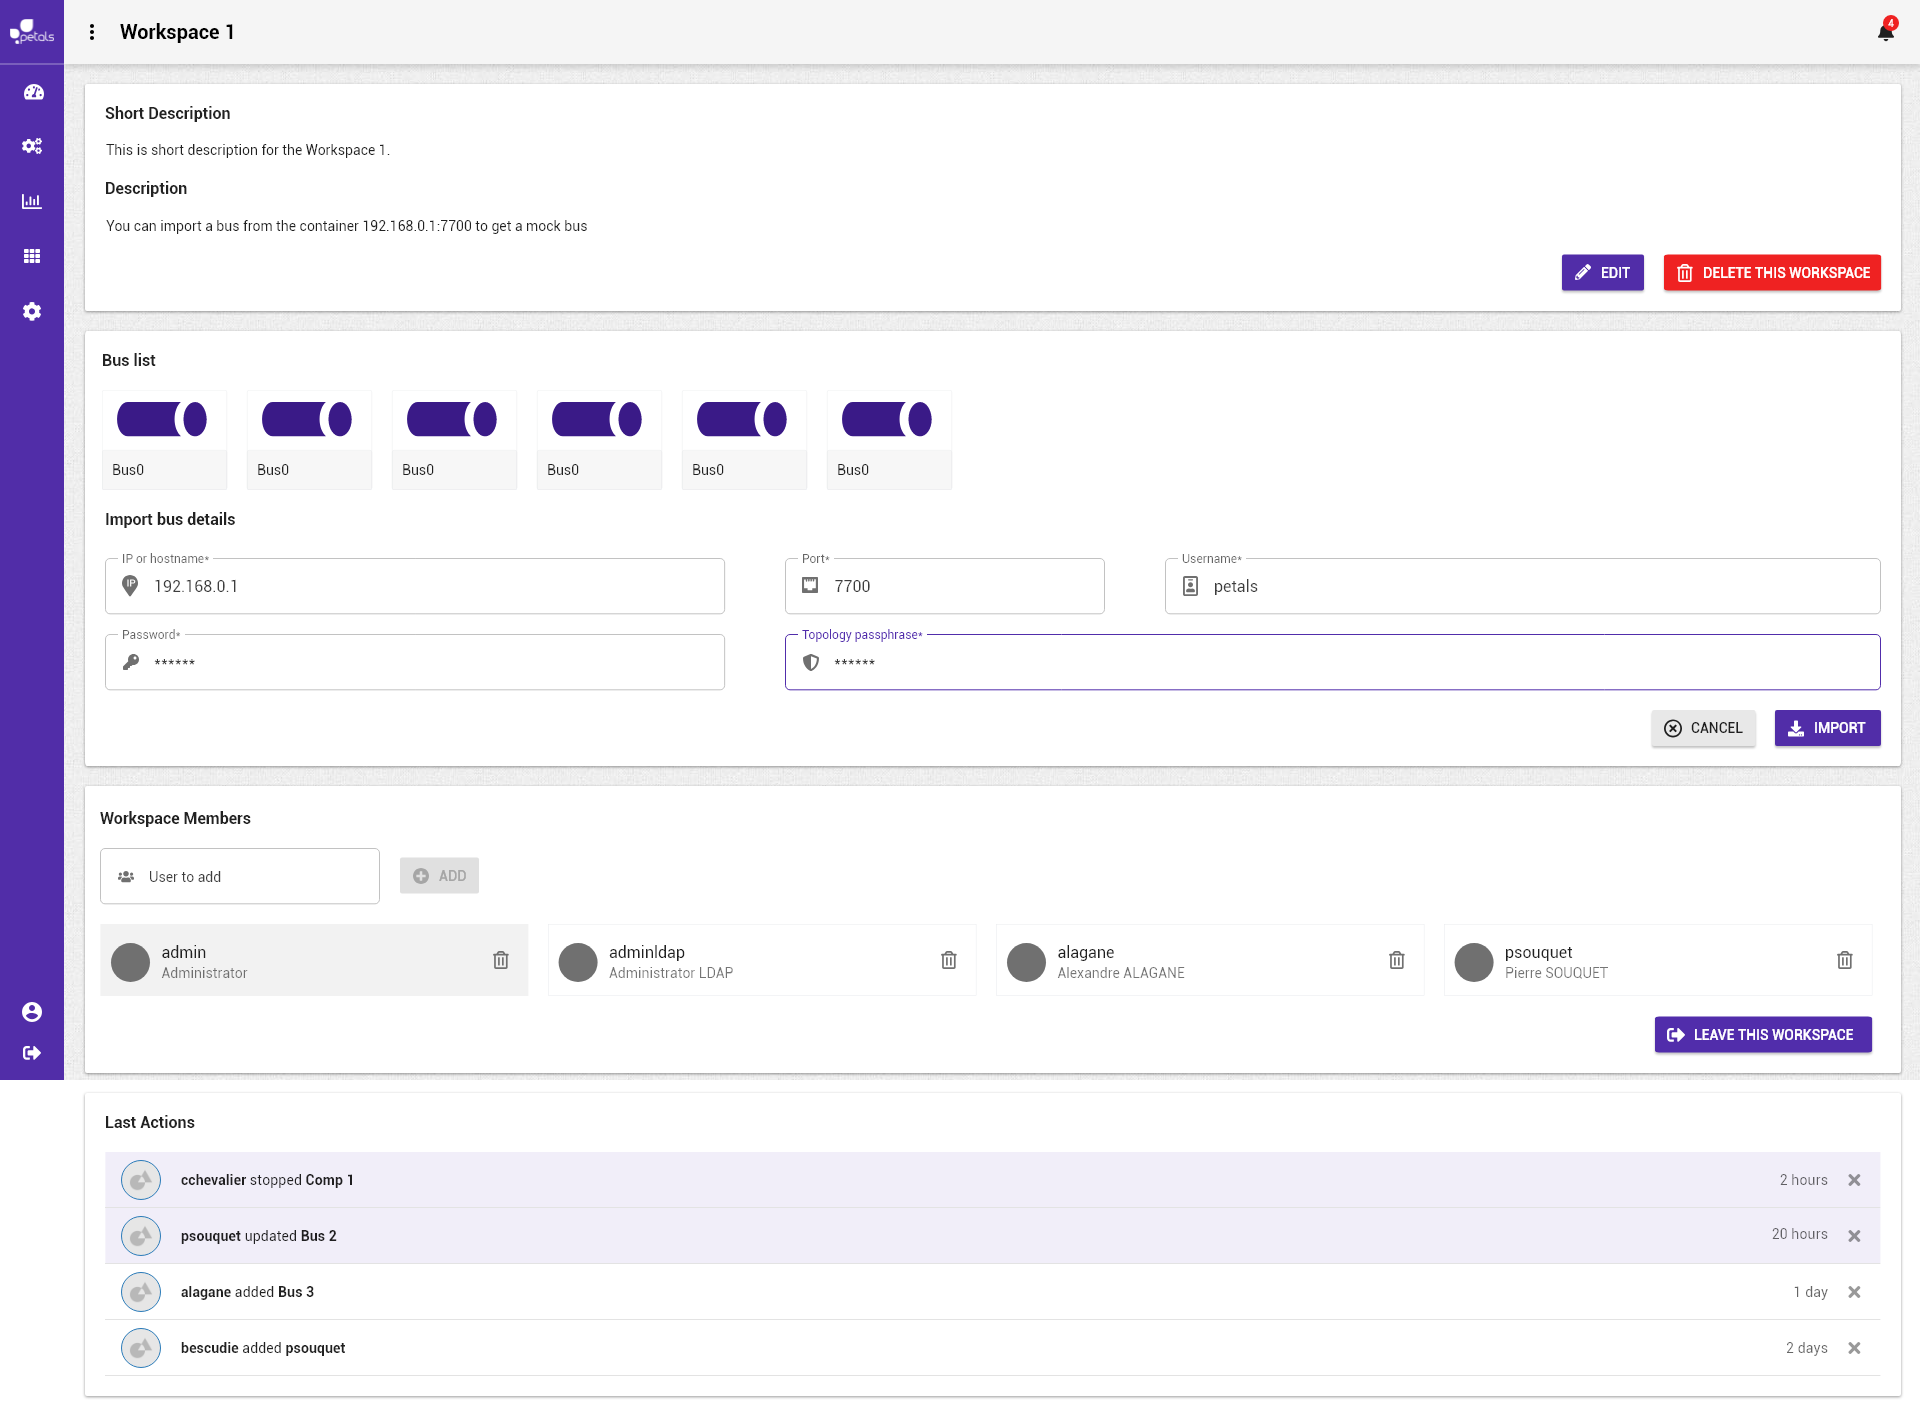 petals
Workspace 1
4
Short Description
This is short description for the Workspace 1.
Description
You can import a bus from the container 192.168.0.1:7700 to get a mock bus
EDIT
DELETE THIS WORKSPACE
Bus list
Bus0
Bus0
Bus0
Bus0
Bus0
Bus0
Import bus details
IP or hostname*
IP
192.168.0.1
Port*
7700
Username*
petals
Password*
******
Topology passphrase*
******
CANCEL
IMPORT
Workspace Members
User to add
ADD
admin
Administrator
adminldap
Administrator LDAP
alagane
Alexandre ALAGANE
psouquet
Pierre SOUQUET
LEAVE THIS WORKSPACE
Last Actions
cchevalier stopped Comp 1
2 hours
psouquet updated Bus 2
20 hours
alagane added Bus 3
1 day
bescudie added psouquet
2 days